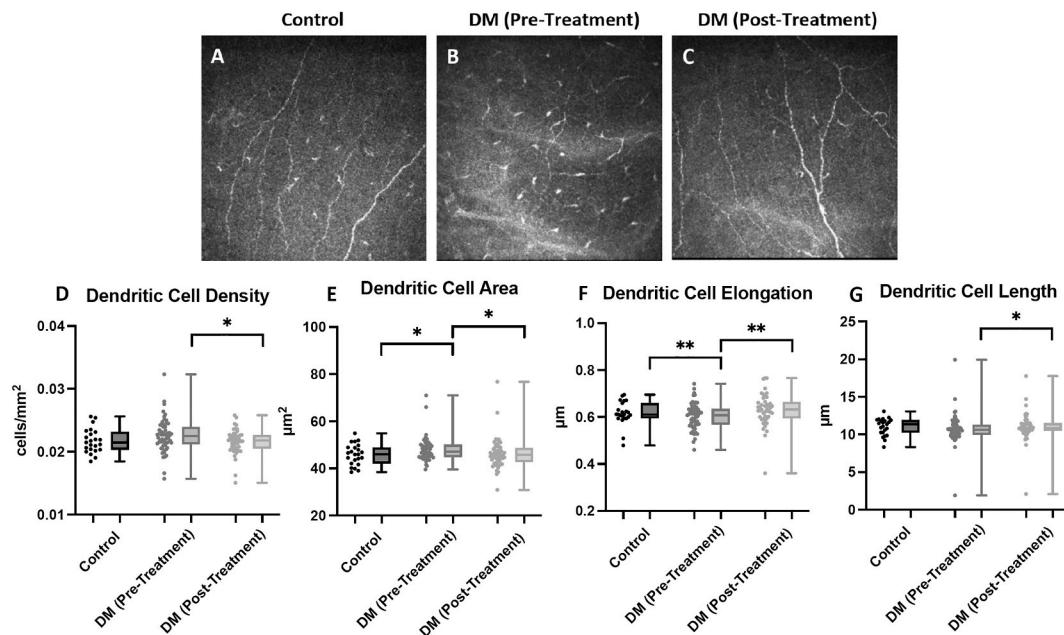 Control
DM (Pre-Treatment)
DM (Post-Treatment)
A
B
C
D
Dendritic Cell Density
*
0.04
0.03
0.02
0.01
cells/mm²
Control
DM (Pre-Treatment)
DM (Post-Treatment)
E
Dendritic Cell Area
*
*
100
80
60
40
20
µm²
Control
DM (Pre-Treatment)
DM (Post-Treatment)
F
Dendritic Cell Elongation
**
**
1.0
0.8
0.6
0.4
0.2
µm
Control
DM (Pre-Treatment)
DM (Post-Treatment)
G
Dendritic Cell Length
*
25
20
15
10
5
0
µm
Control
DM (Pre-Treatment)
DM (Post-Treatment)